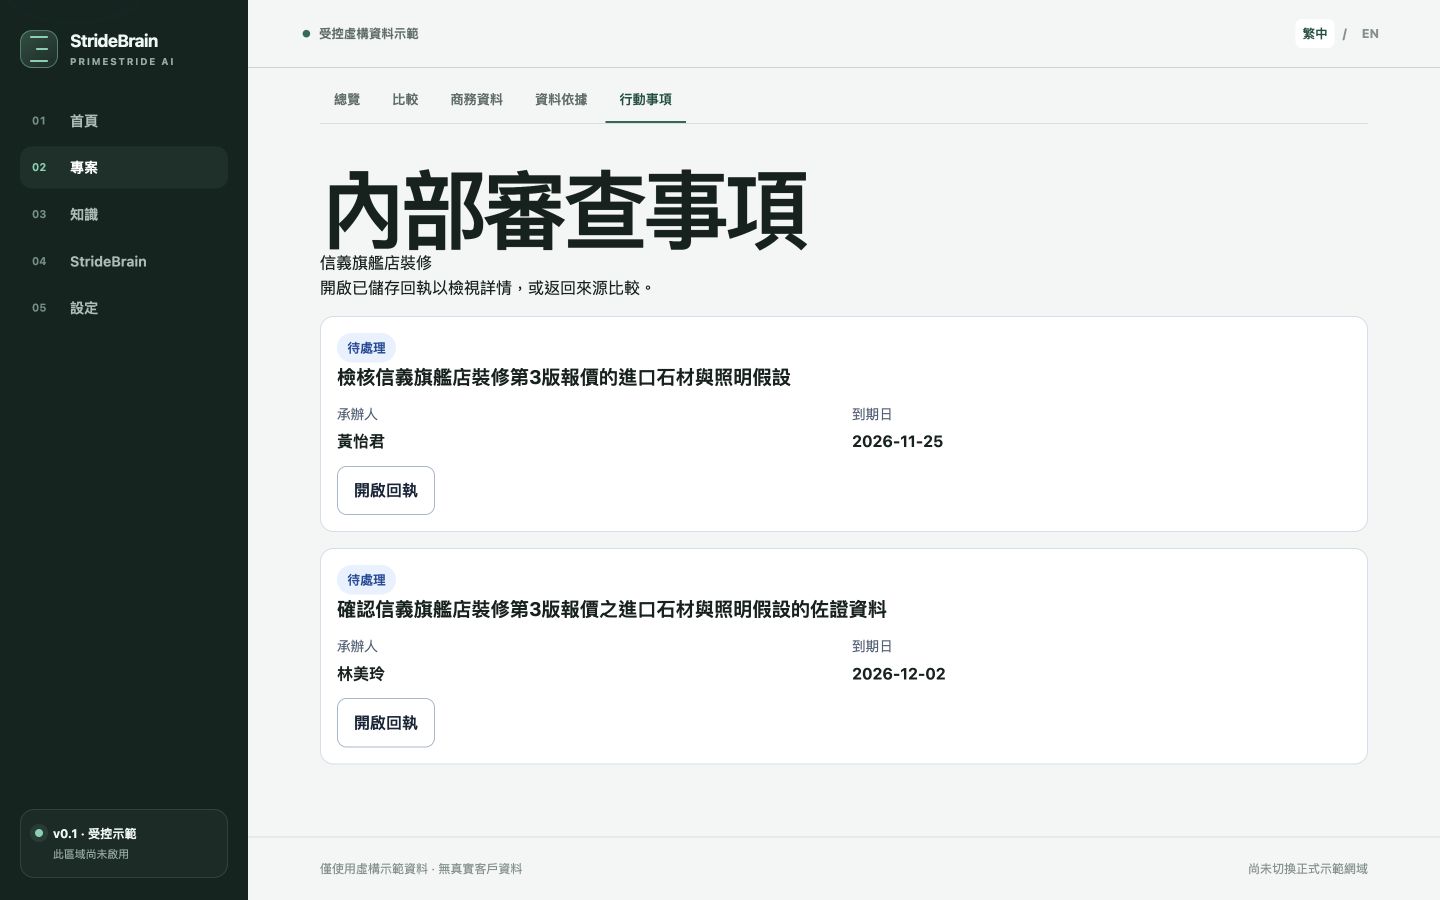 StrideBrain
PRIMESTRIDE AI
01 首頁
02 專案
03 知識
04 StrideBrain
05 設定
v0.1 · 受控示範
此區域尚未啟用
受控虛構資料示範
繁中 / EN
總覽 比較 商務資料 資料依據 行動事項
內部審查事項
信義旗艦店裝修
開啟已儲存回執以檢視詳情，或返回來源比較。
待處理
檢核信義旗艦店裝修第3版報價的進口石材與照明假設
承辦人 到期日
黃怡君 2026-11-25
開啟回執
待處理
確認信義旗艦店裝修第3版報價之進口石材與照明假設的佐證資料
承辦人 到期日
林美玲 2026-12-02
開啟回執
僅使用虛構示範資料 · 無真實客戶資料
尚未切換正式示範網域